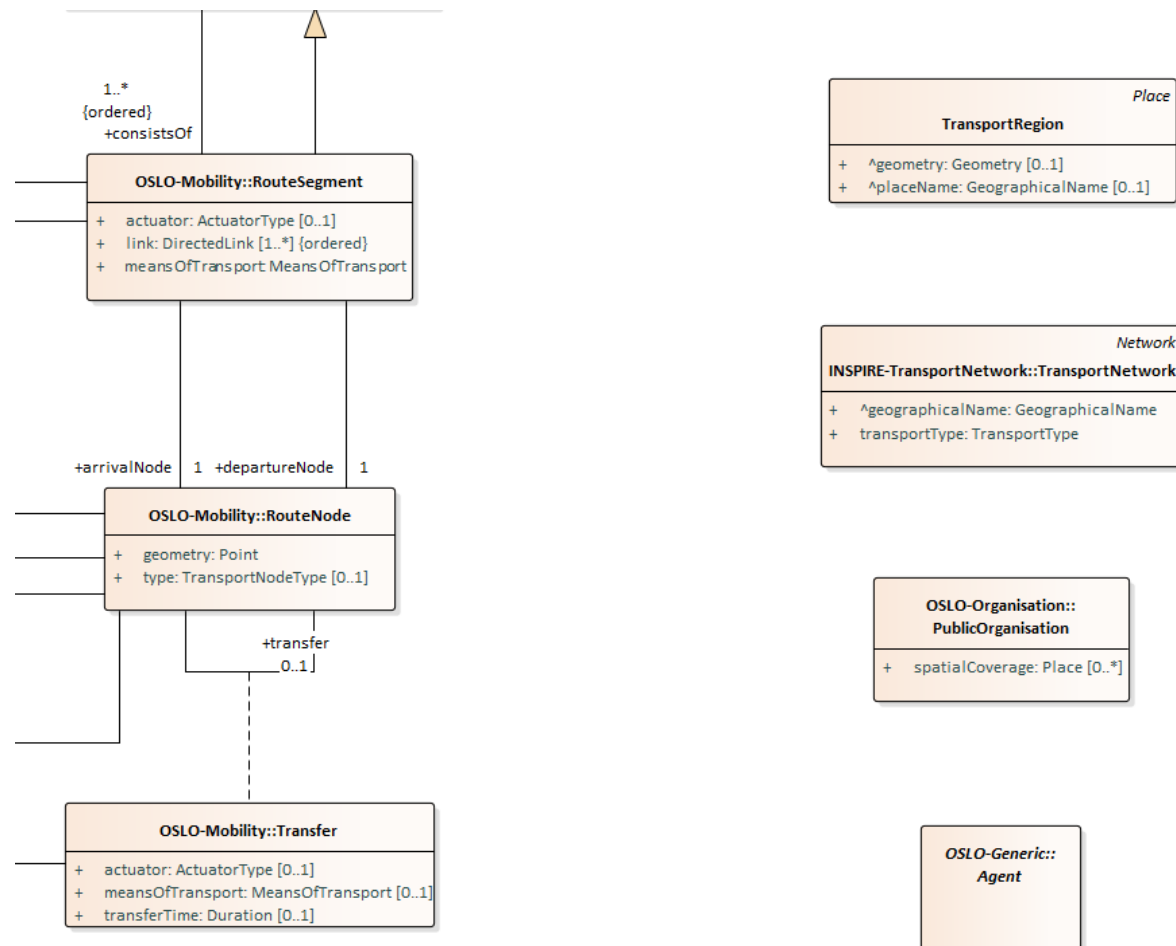 1..*
{ordered}
+consistsOf
OSLO-Mobility::RouteSegment
+ actuator: ActuatorType [0..1]
+ link: DirectedLink [1..*] {ordered}
+ meansOfTransport: MeansOfTransport
+arrivalNode 1 +departureNode 1
OSLO-Mobility::RouteNode
+ geometry: Point
+ type: TransportNodeType [0..1]
+transfer
0..1
OSLO-Mobility::Transfer
+ actuator: ActuatorType [0..1]
+ meansOfTransport: MeansOfTransport [0..1]
+ transferTime: Duration [0..1]
Place
TransportRegion
+ ^geometry: Geometry [0..1]
+ ^placeName: GeographicalName [0..1]
Network
INSPIRE-TransportNetwork::TransportNetwork
+ ^geographicalName: GeographicalName
+ transportType: TransportType
OSLO-Organisation::
PublicOrganisation
+ spatialCoverage: Place [0..*]
OSLO-Generic::
Agent